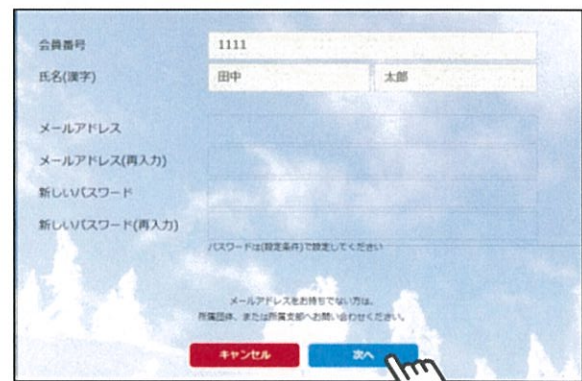 会員番号 1111
氏名(漢字) 田中 太郎
メールアドレス
メールアドレス(再入力)
新しいパスワード
新しいパスワード(再入力)
パスワードは(設定条件)で設定してください
メールアドレスをお持ちでない方は、
所属団体、または所属支部へお問い合わせください。
キャンセル 次へ